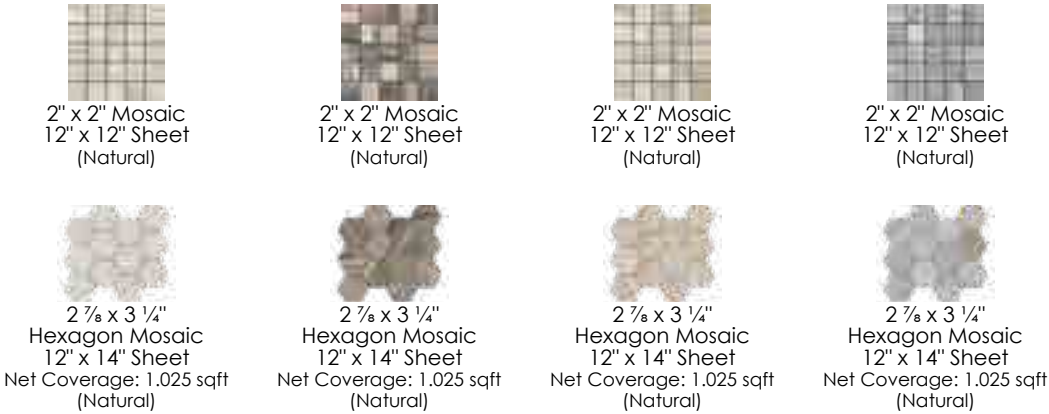 2" x 2" Mosaic
12" x 12" Sheet
(Natural)
2" x 2" Mosaic
12" x 12" Sheet
(Natural)
2" x 2" Mosaic
12" x 12" Sheet
(Natural)
2" x 2" Mosaic
12" x 12" Sheet
(Natural)
2 ⅞ x 3 ¼"
Hexagon Mosaic
12" x 14" Sheet
Net Coverage: 1.025 sqft
(Natural)
2 ⅞ x 3 ¼"
Hexagon Mosaic
12" x 14" Sheet
Net Coverage: 1.025 sqft
(Natural)
2 ⅞ x 3 ¼"
Hexagon Mosaic
12" x 14" Sheet
Net Coverage: 1.025 sqft
(Natural)
2 ⅞ x 3 ¼"
Hexagon Mosaic
12" x 14" Sheet
Net Coverage: 1.025 sqft
(Natural)